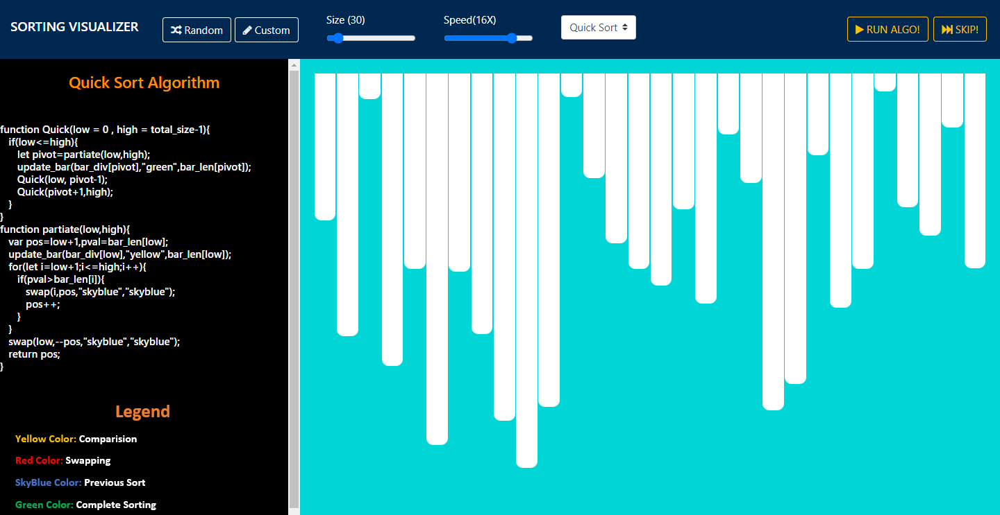 SORTING VISUALIZER
Random
Custom
Size (30)
Speed(16X)
Quick Sort
RUN ALGO!
SKIP!
Quick Sort Algorithm
function Quick(low = 0 , high = total_size-1){
if(low<=high){
let pivot=partiate(low,high);
update_bar(bar_div[pivot],"green",bar_len[pivot]);
Quick(low, pivot-1);
Quick(pivot+1,high);
}
}
function partiate(low,high){
var pos=low+1,pval=bar_len[low];
update_bar(bar_div[low],"yellow",bar_len[low]);
for(let i=low+1;i<=high;i++){
if(pval>bar_len[i]){
swap(i,pos,"skyblue","skyblue");
pos++;
}
}
swap(low,--pos,"skyblue","skyblue");
return pos;
}
Legend
Yellow Color: Comparision
Red Color: Swapping
SkyBlue Color: Previous Sort
Green Color: Complete Sorting